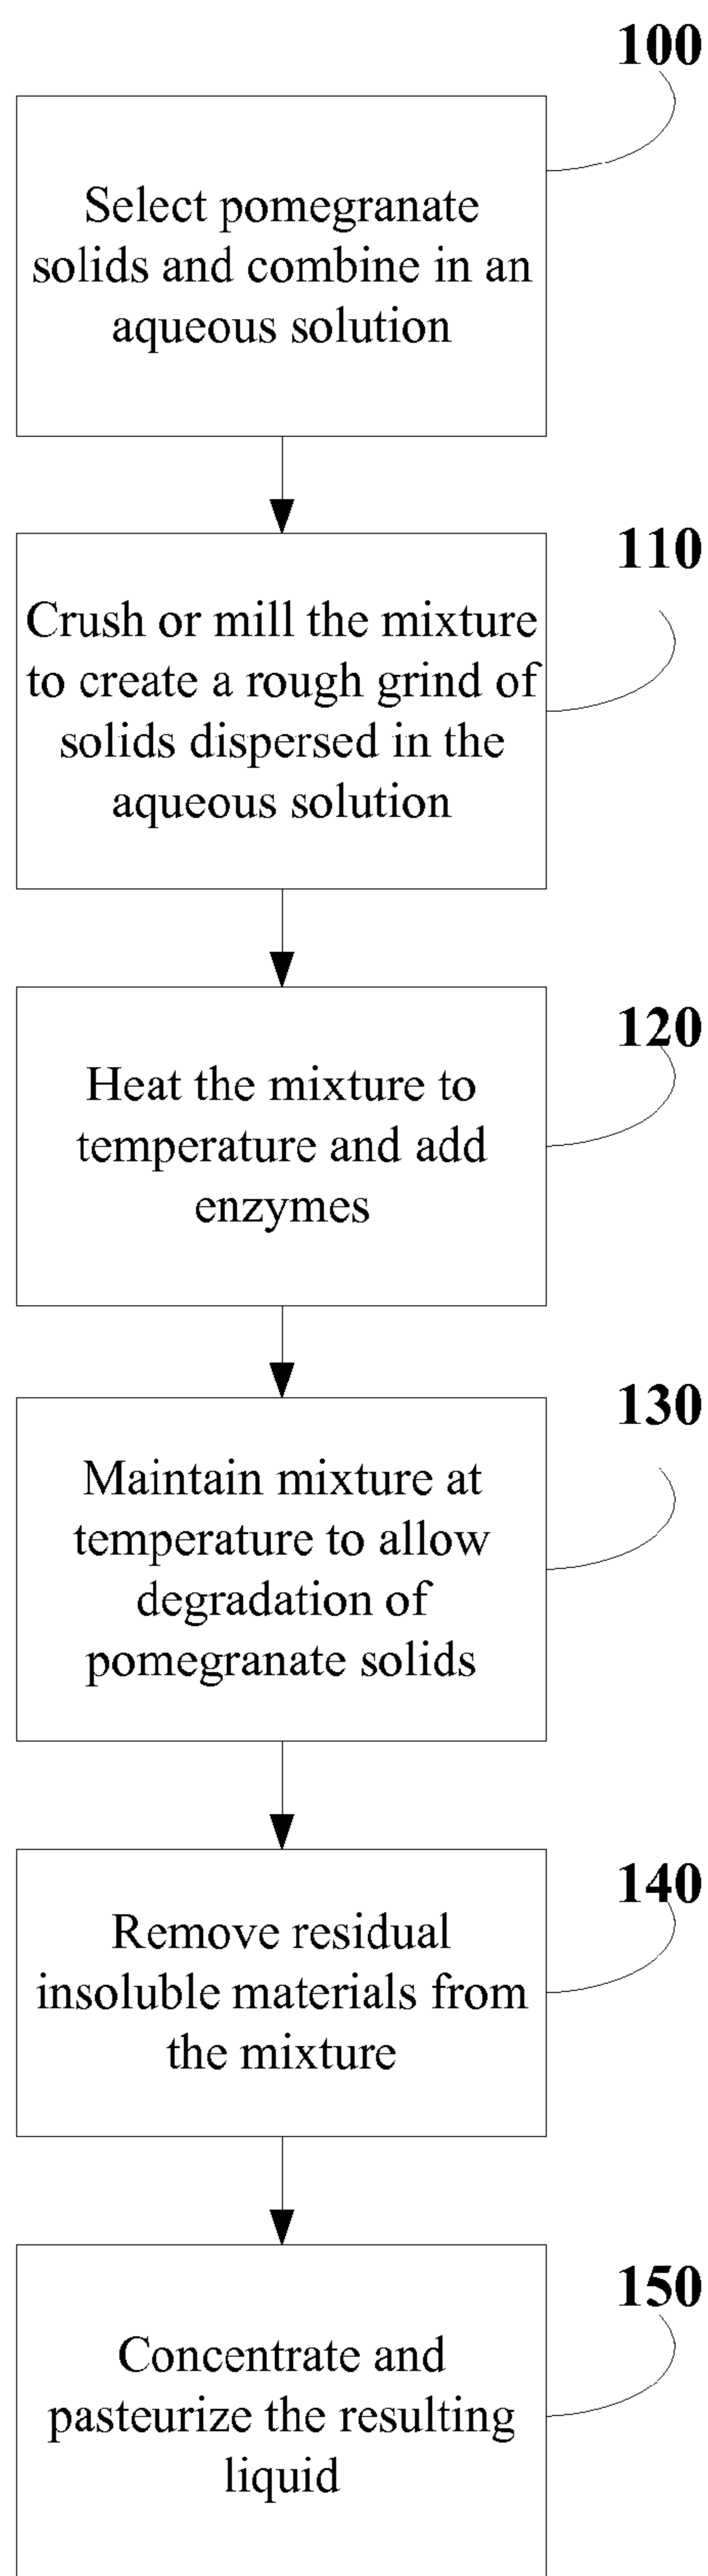 100
Select pomegranate
solids and combine in an
aqueous solution
110
Crush or mill the mixture
to create a rough grind of
solids dispersed in the
aqueous solution
120
Heat the mixture to
temperature and add
enzymes
130
Maintain mixture at
temperature to allow
degradation of
pomegranate solids
140
Remove residual
insoluble materials from
the mixture
150
Concentrate and
pasteurize the resulting
liquid